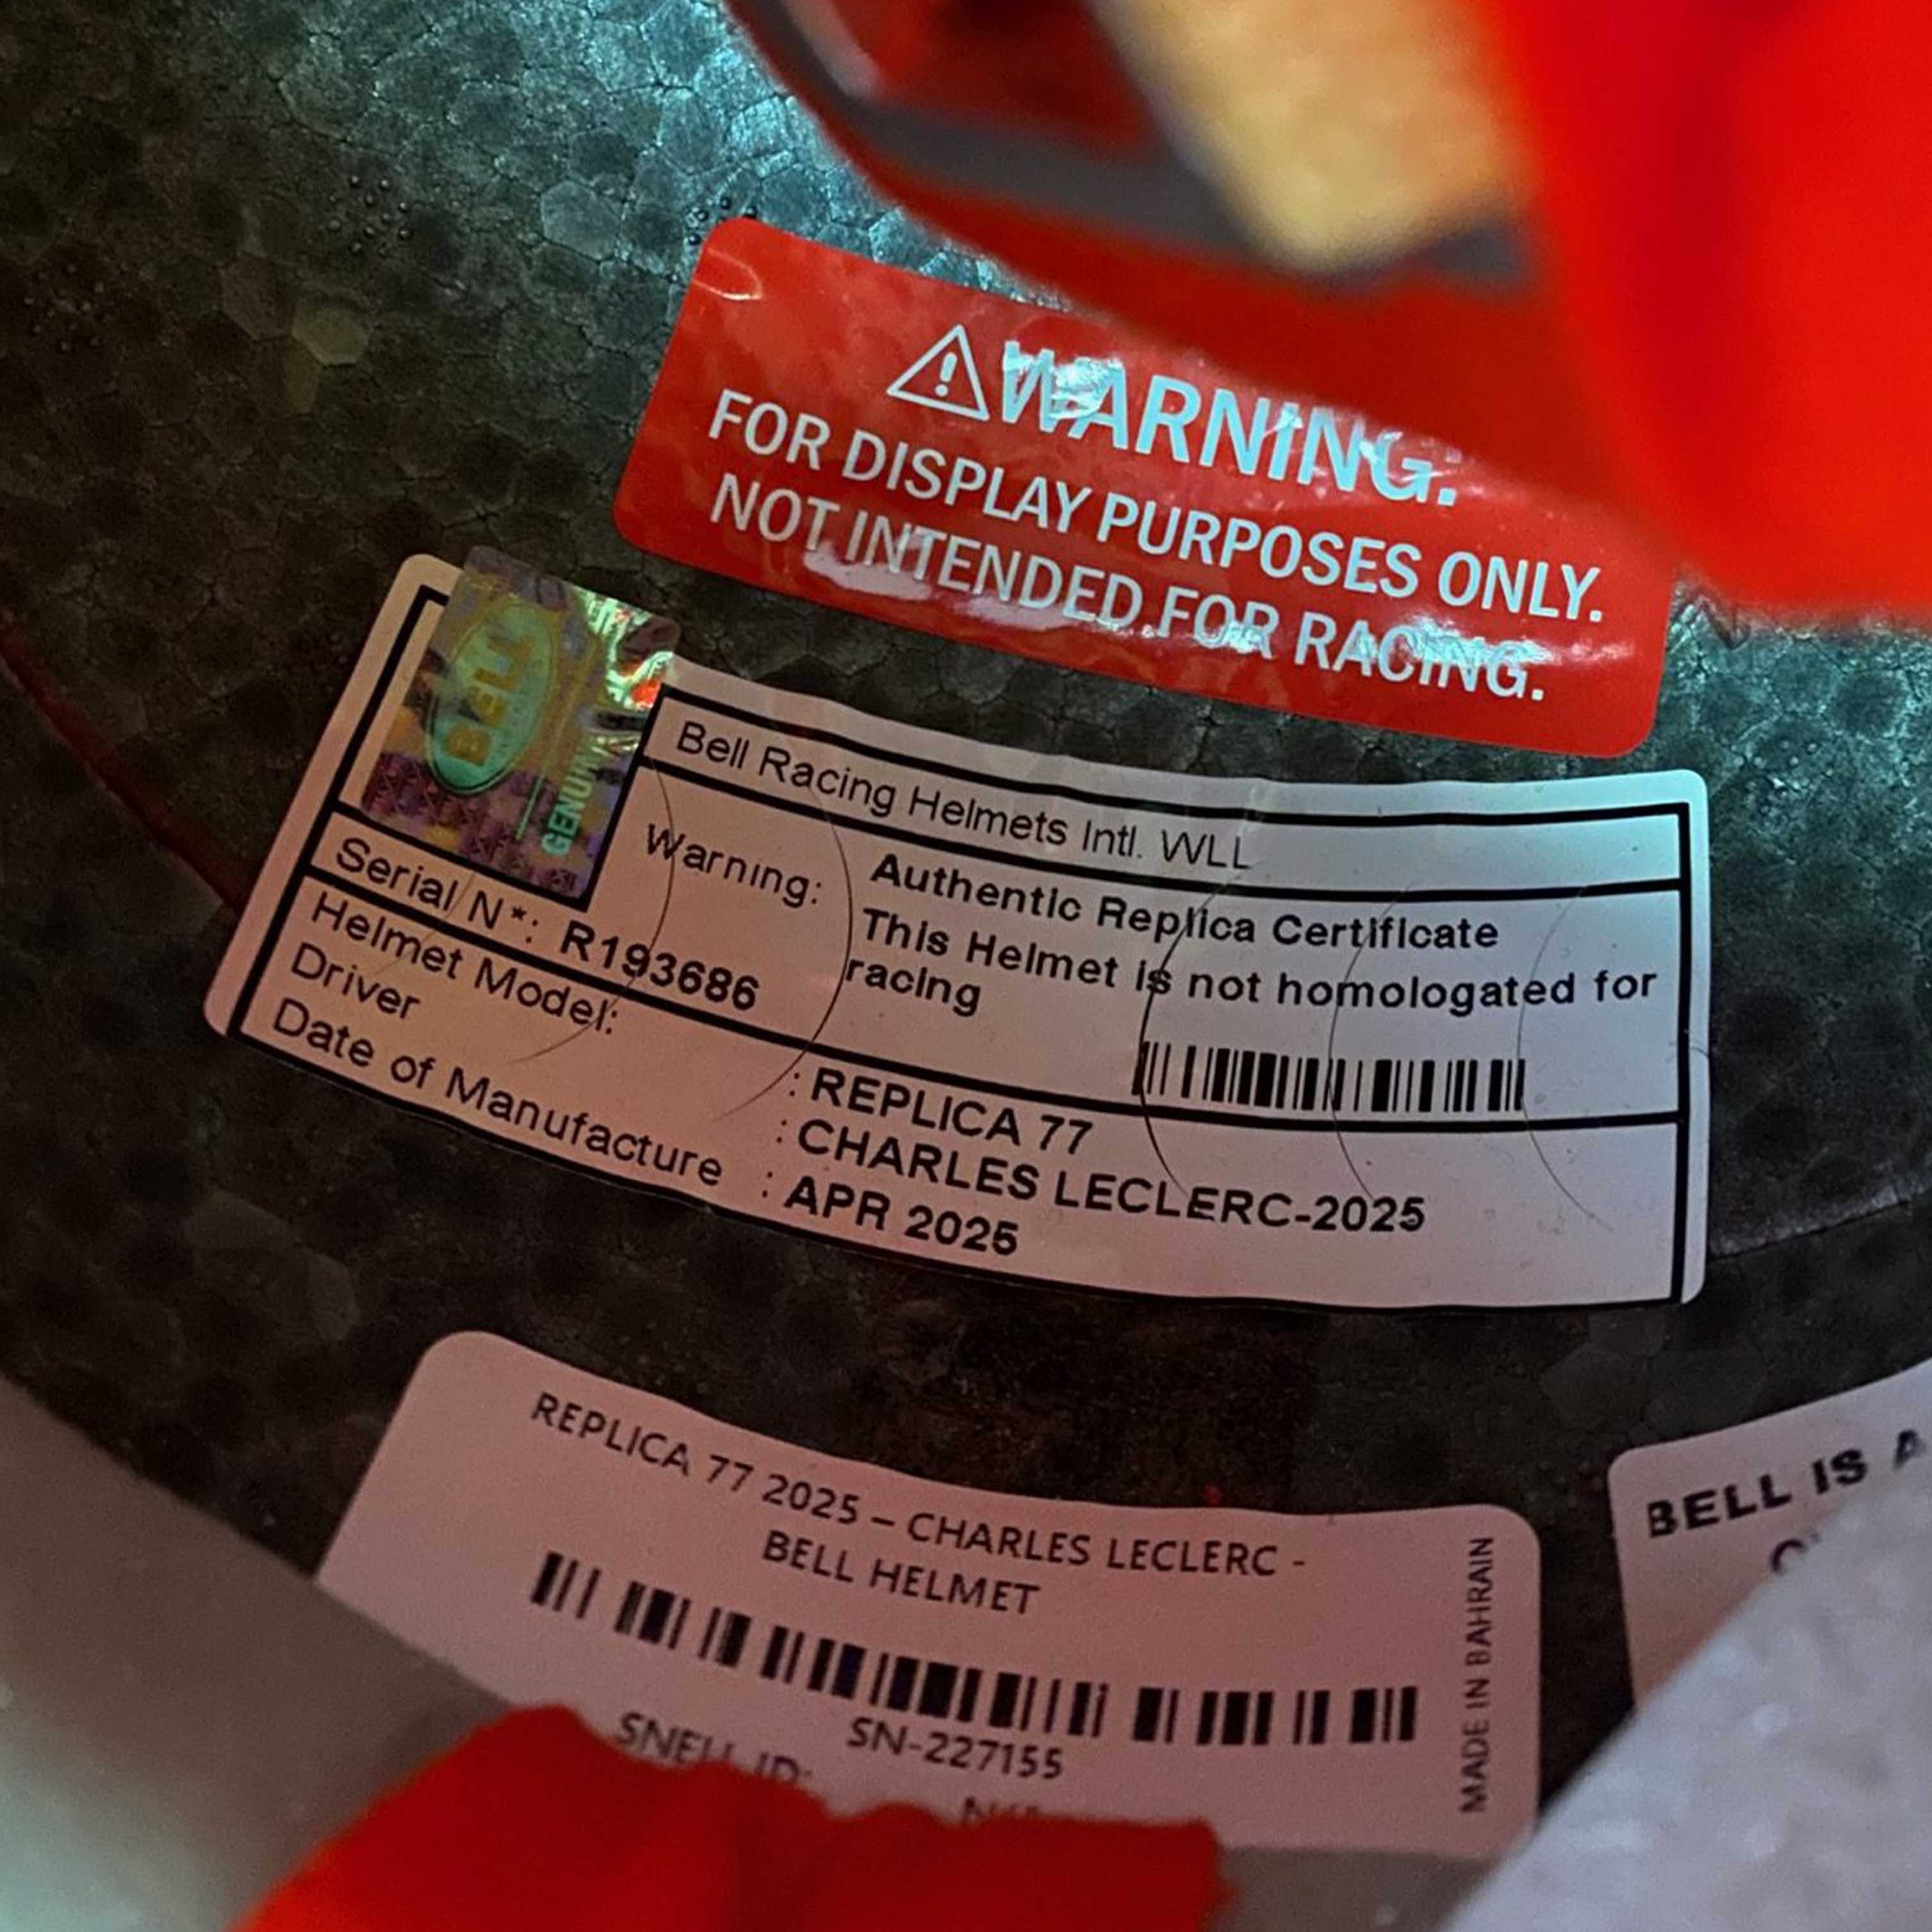 WARNING.
FOR DISPLAY PURPOSES ONLY.
NOT INTENDED FOR RACING.
BELL
GENUINE
Bell Racing Helmets Intl. WLL
Warning: Authentic Replica Certificate
This Helmet is not homologated for
racing
Serial N*: R193686
Helmet Model: : REPLICA 77
Driver : CHARLES LECLERC-2025
Date of Manufacture : APR 2025
REPLICA 77 2025 – CHARLES LECLERC -
BELL HELMET
SN-227155
SNELL ID:
MADE IN BAHRAIN
BELL IS A